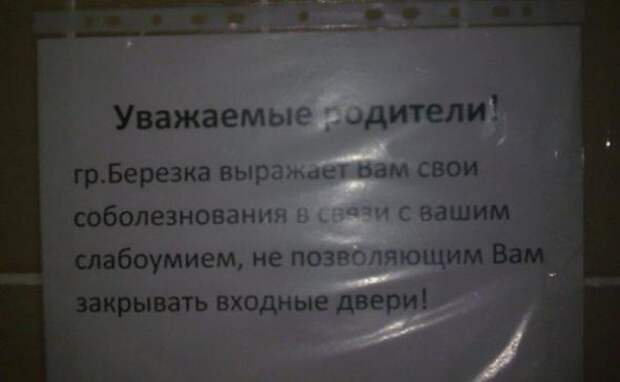 Уважаемые родители!
гр.Березка выражает Вам свои
соболезнования в связи с вашим
слабоумием, не позволяющим Вам
закрывать входные двери!